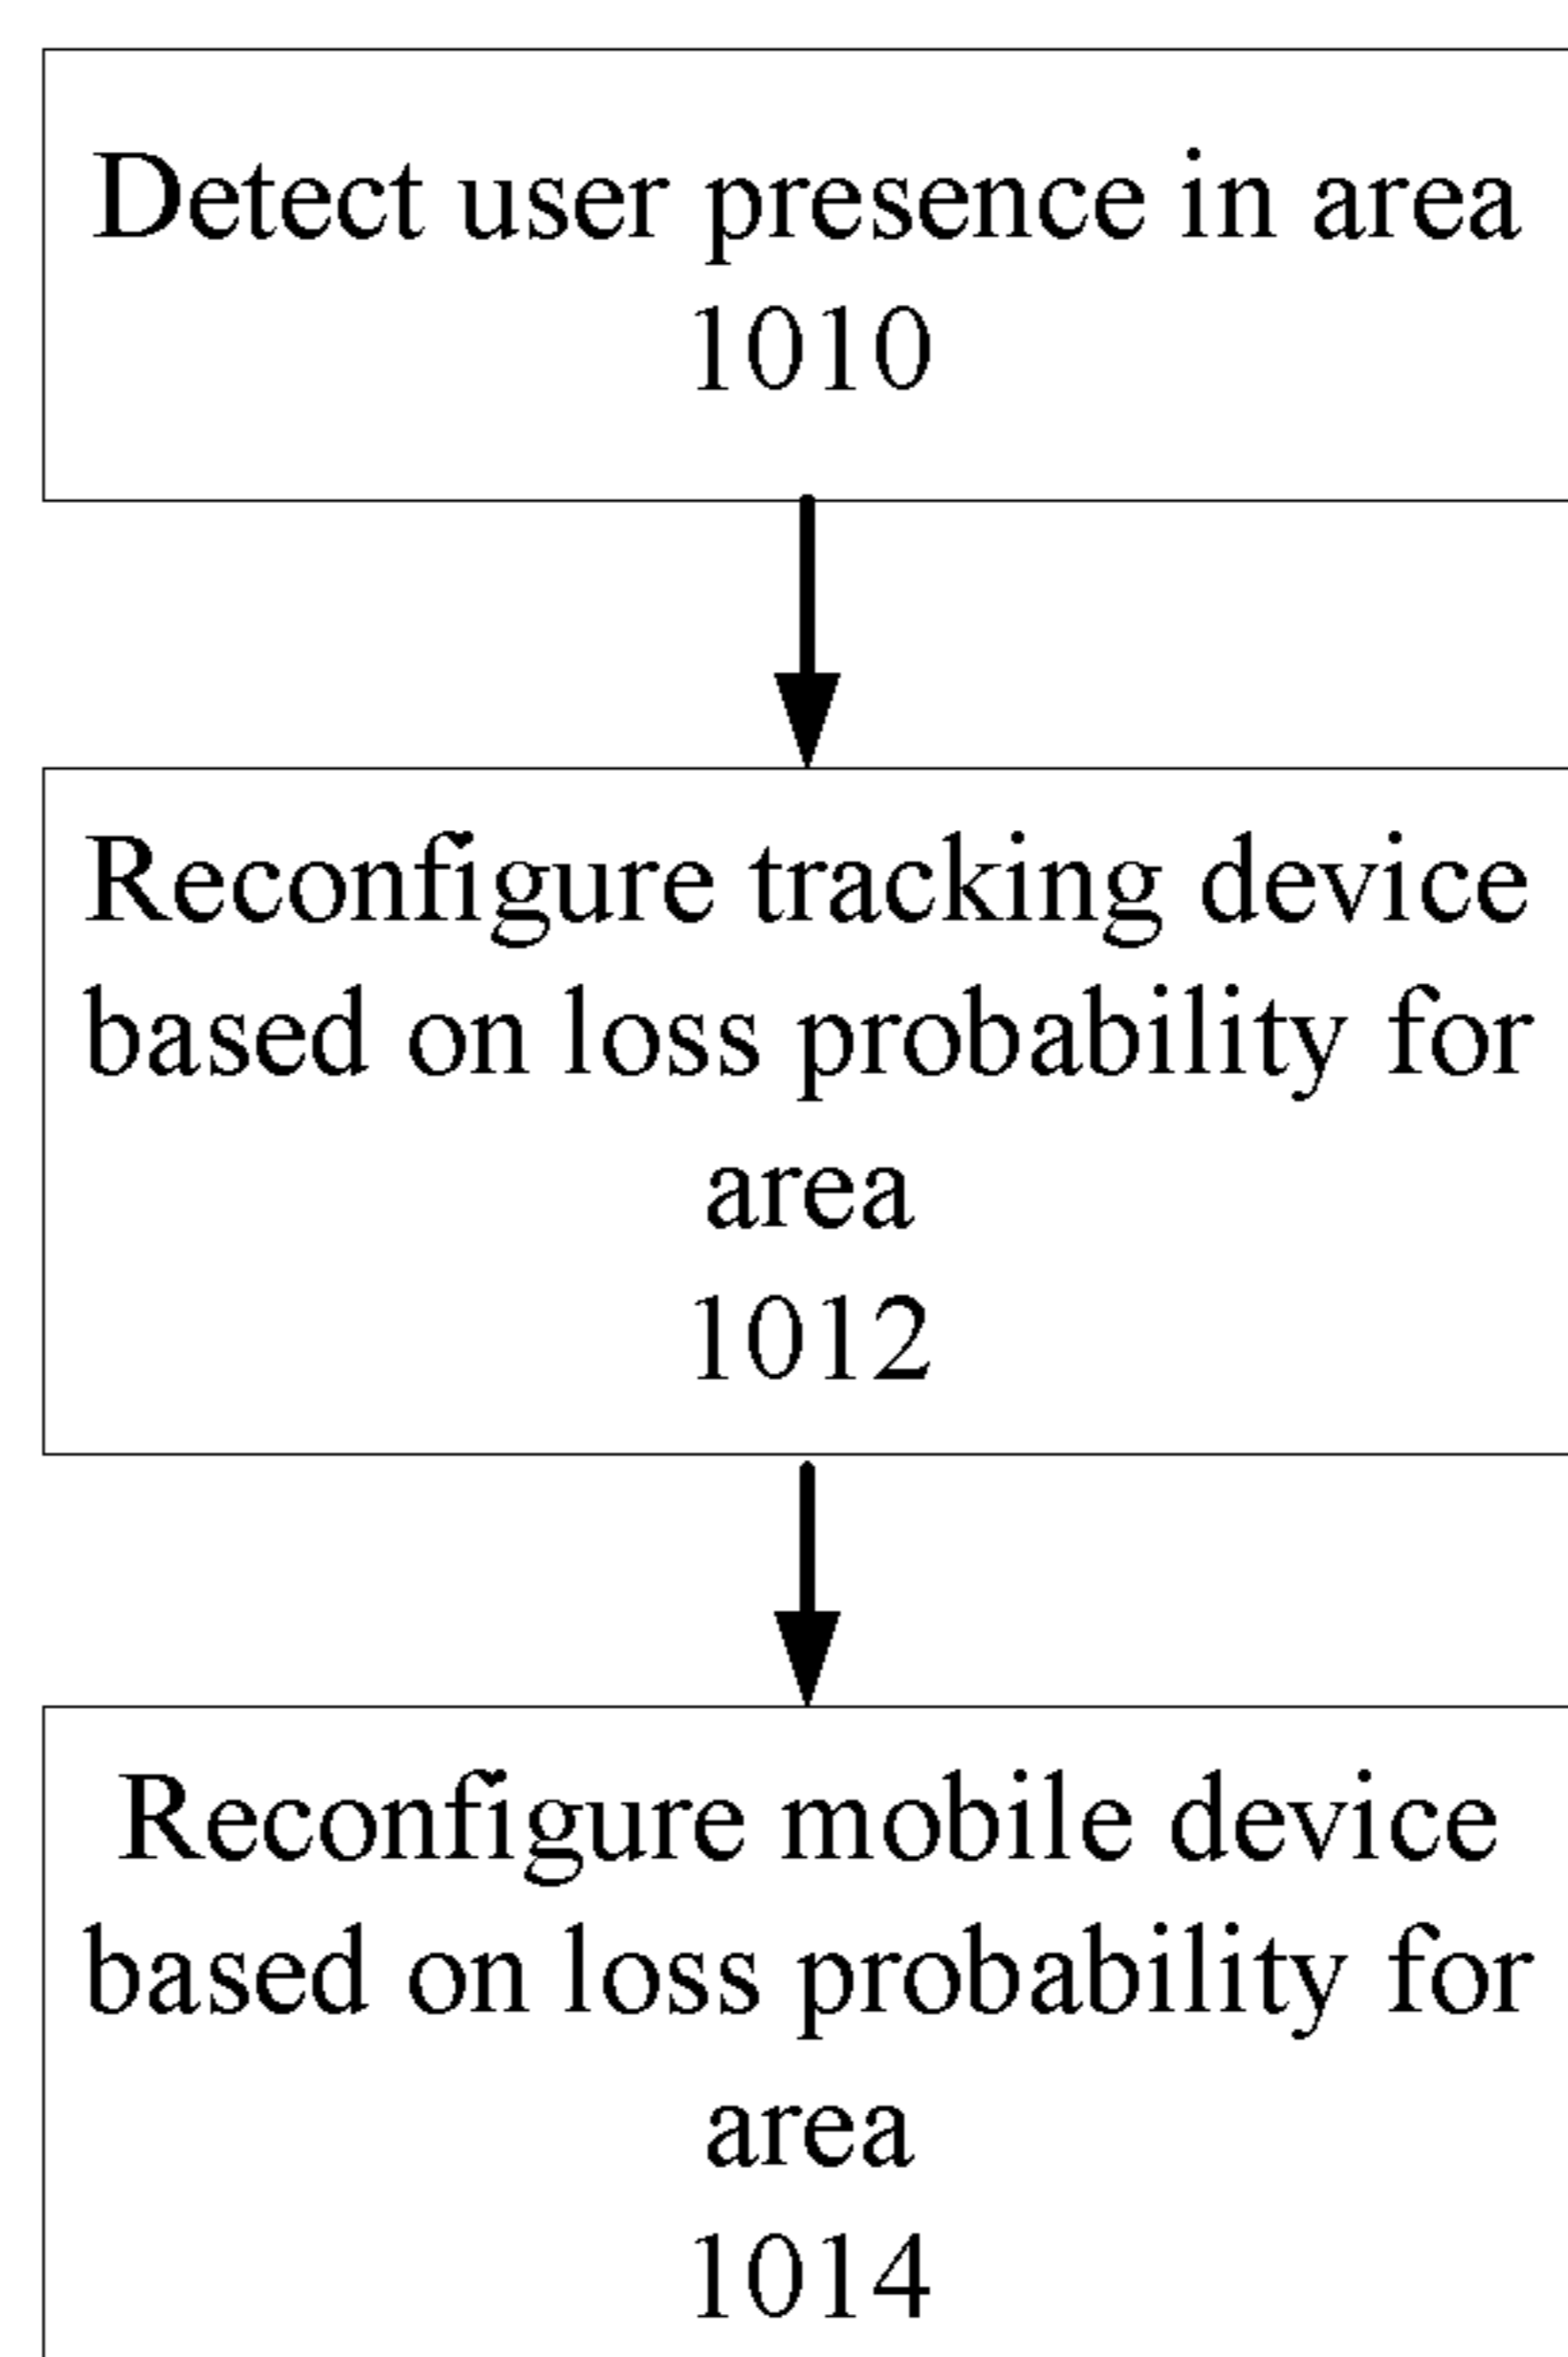 Detect user presence in area
1010
Reconfigure tracking device
based on loss probability for
area
1012
Reconfigure mobile device
based on loss probability for
area
1014